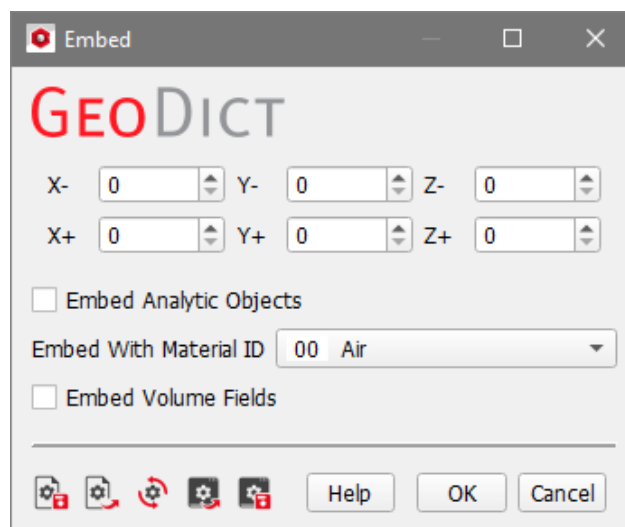 Embed
GEODICT
X- 0 Y- 0 Z- 0
X+ 0 Y+ 0 Z+ 0
Embed Analytic Objects
Embed With Material ID 00 Air
Embed Volume Fields
Help OK Cancel